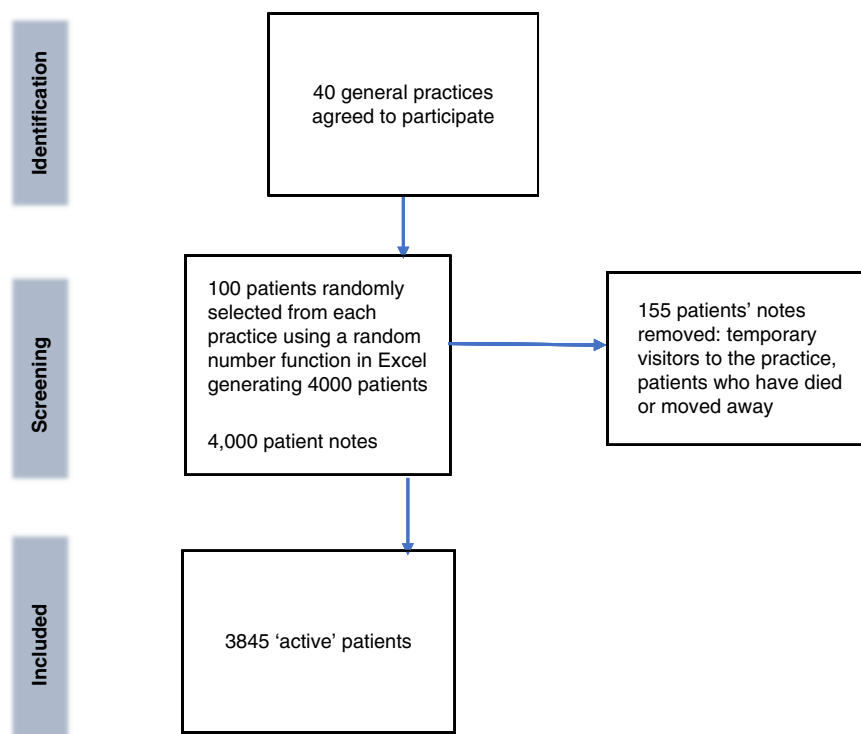 Identification
40 general practices
agreed to participate
Screening
100 patients randomly
selected from each
practice using a random
number function in Excel
generating 4000 patients
4,000 patient notes
155 patients’ notes
removed: temporary
visitors to the practice,
patients who have died
or moved away
Included
3845 ‘active’ patients